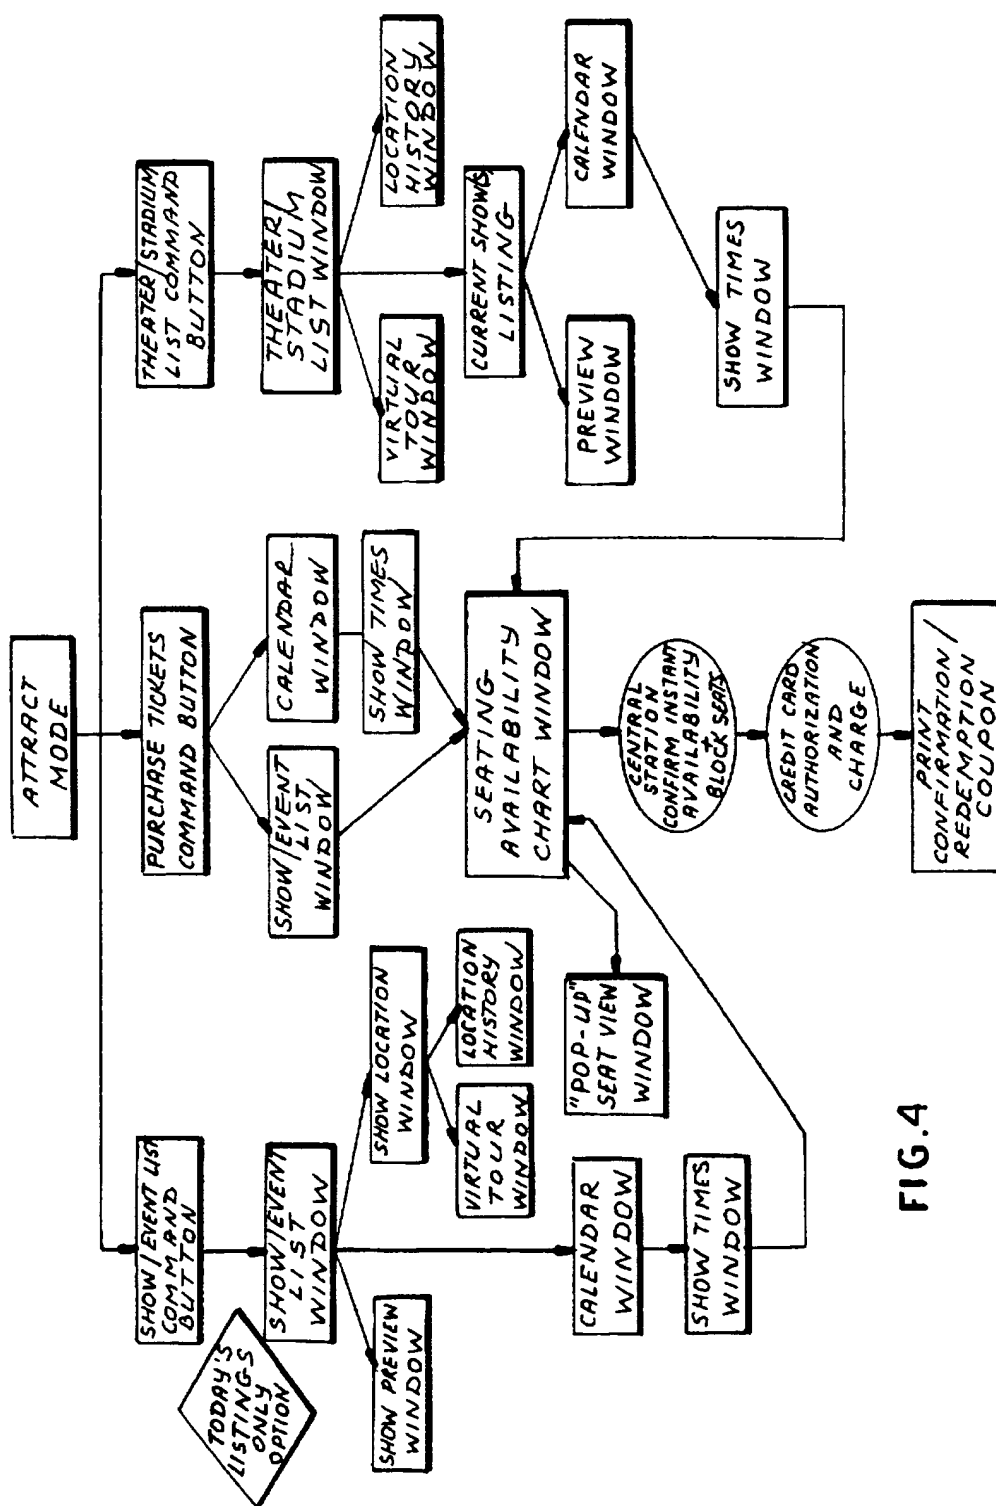 ATTRACT
MODE
SHOW/EVENT LIST
COMMAND
BUTTON
PURCHASE TICKETS
COMMAND BUTTON
THEATER/STADIUM
LIST COMMAND
BUTTON
TODAY'S
LISTINGS
ONLY
OPTION
SHOW/EVENT
LIST
WINDOW
SHOW/EVENT
LIST
WINDOW
CALENDAR
WINDOW
THEATER/
STADIUM
LIST WINDOW
SHOW PREVIEW
WINDOW
SHOW LOCATION
WINDOW
SHOW TIMES
WINDOW
VIRTUAL
TOUR
WINDOW
LOCATION
HISTORY
WINDOW
VIRTUAL
TOUR
WINDOW
LOCATION
HISTORY
WINDOW
SEATING
AVAILABILITY
CHART WINDOW
CURRENT SHOW(S)
LISTING
CALENDAR
WINDOW
"POP-UP"
SEAT VIEW
WINDOW
PREVIEW
WINDOW
CALENDAR
WINDOW
SHOW TIMES
WINDOW
CENTRAL
STATION
CONFIRM INSTANT
AVAILABILITY
+
BLOCK SEATS
SHOW TIMES
WINDOW
CREDIT CARD
AUTHORIZATION
AND
CHARGE
PRINT
CONFIRMATION/
REDEMPTION
COUPON
FIG.4